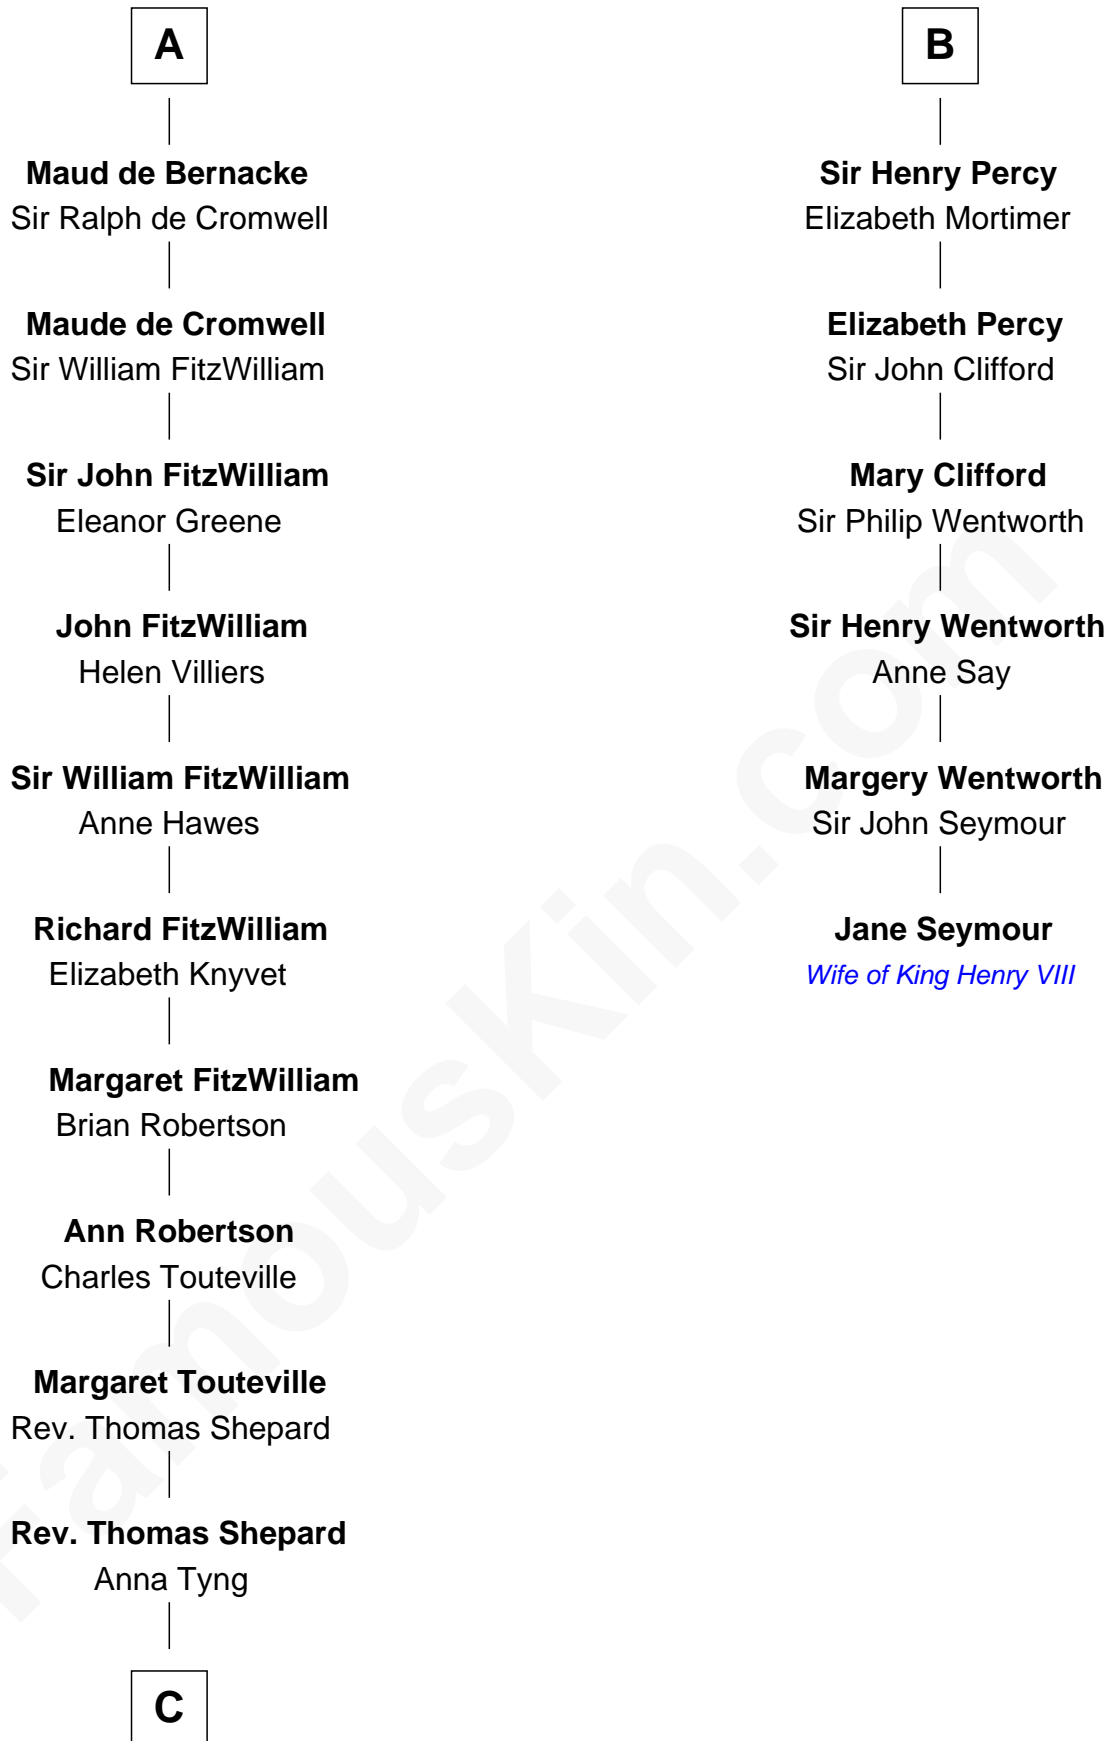 A
Maud de Bernacke
Sir Ralph de Cromwell
Maude de Cromwell
Sir William FitzWilliam
Sir John FitzWilliam
Eleanor Greene
John FitzWilliam
Helen Villiers
Sir William FitzWilliam
Anne Hawes
Richard FitzWilliam
Elizabeth Knyvet
Margaret FitzWilliam
Brian Robertson
Ann Robertson
Charles Touteville
Margaret Touteville
Rev. Thomas Shepard
Rev. Thomas Shepard
Anna Tyng
C
B
Sir Henry Percy
Elizabeth Mortimer
Elizabeth Percy
Sir John Clifford
Mary Clifford
Sir Philip Wentworth
Sir Henry Wentworth
Anne Say
Margery Wentworth
Sir John Seymour
Jane Seymour
Wife of King Henry VIII
FamousKin.com